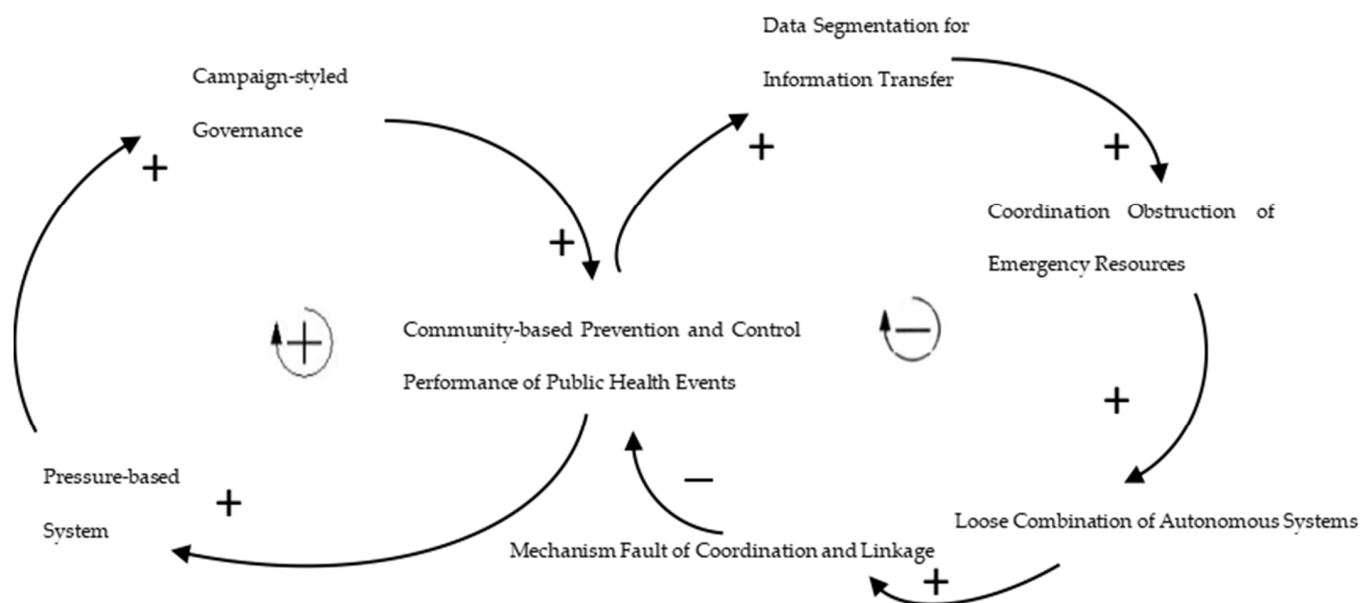 Data Segmentation for
Information Transfer
Campaign-styled
Governance
+
+
+
+
Coordination Obstruction of
Emergency Resources
+
−
Community-based Prevention and Control
Performance of Public Health Events
+
−
Pressure-based
System
+
Loose Combination of Autonomous Systems
Mechanism Fault of Coordination and Linkage
+